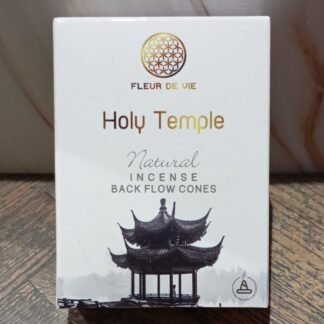 FLEUR DE VIE
Holy Temple
Natural
INCENSE
BACK FLOW CONES